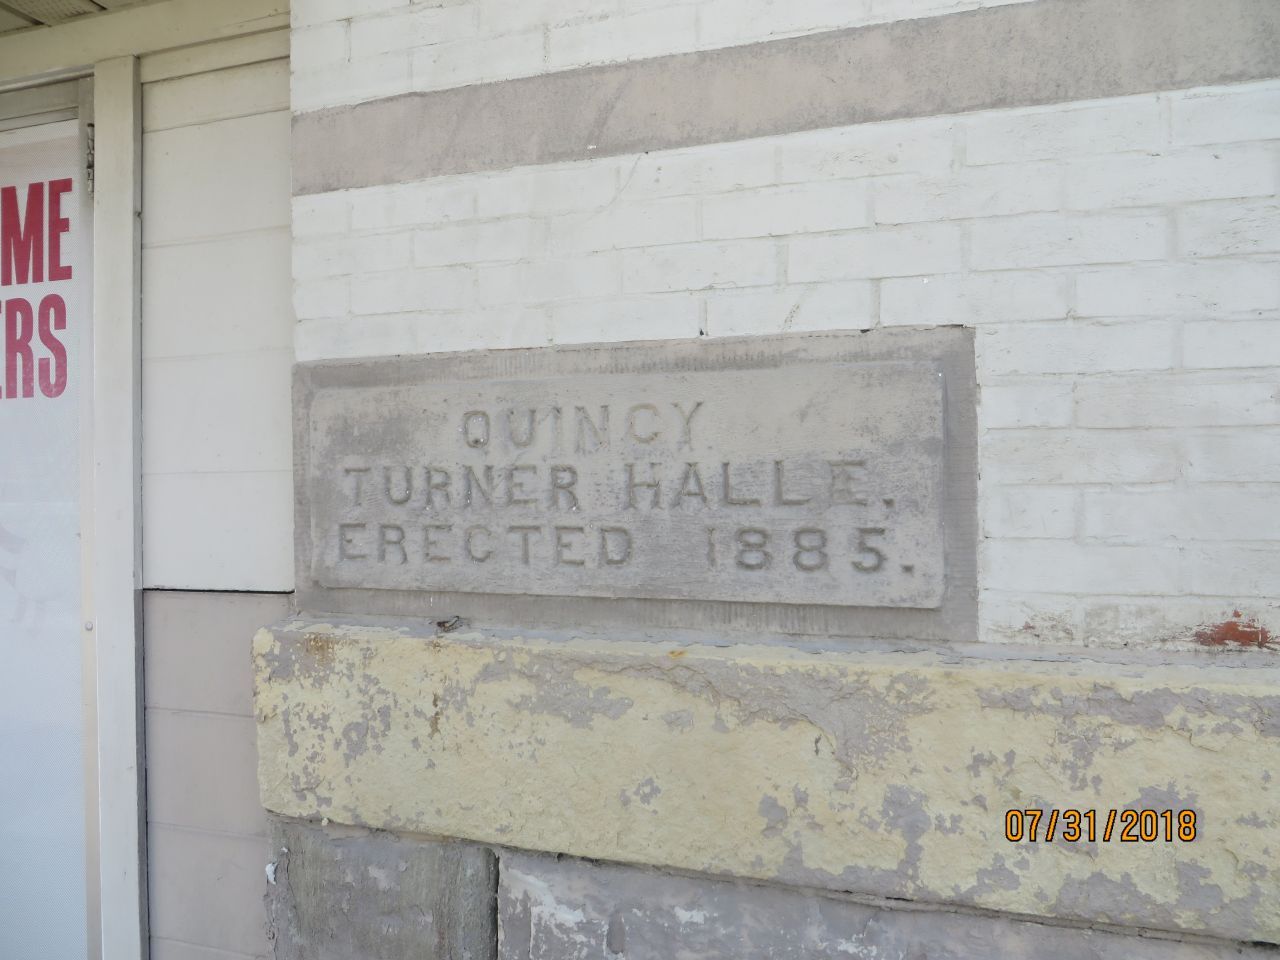 ME
ERS
QUINCY
TURNER HALLE.
ERECTED 1885.
07/31/2018